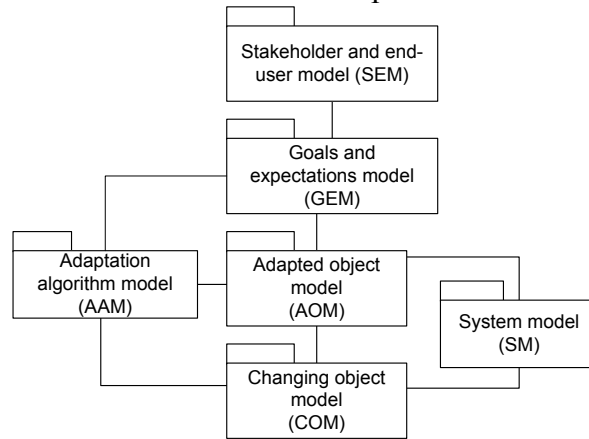 Stakeholder and end-
user model (SEM)
Goals and
expectations model
(GEM)
Adaptation
algorithm model
(AAM)
Adapted object
model
(AOM)
System model
(SM)
Changing object
model
(COM)